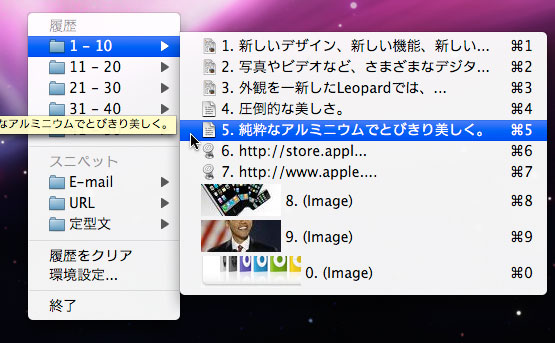 履歴
1 – 10
11 – 20
21 – 30
31 – 40
なアルミニウムでとびきり美しく。
スニペット
E-mail
URL
定型文
履歴をクリア
環境設定...
終了
1. 新しいデザイン、新しい機能、新しい... ⌘1
2. 写真やビデオなど、さまざまなデジタ... ⌘2
3. 外観を一新したLeopardでは、... ⌘3
4. 圧倒的な美しさ。 ⌘4
5. 純粋なアルミニウムでとびきり美しく。 ⌘5
6. http://store.appl... ⌘6
7. http://www.apple.... ⌘7
8. (Image) ⌘8
9. (Image) ⌘9
0. (Image) ⌘0